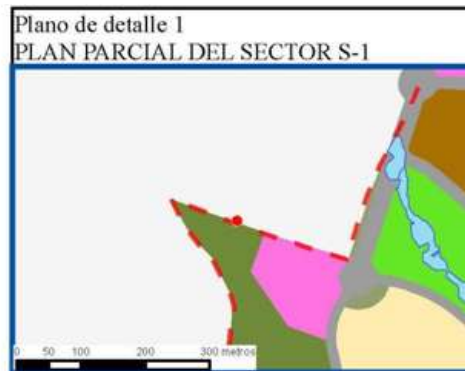 Plano de detalle 1
PLAN PARCIAL DEL SECTOR S-1
0 50 100 200 300 metros